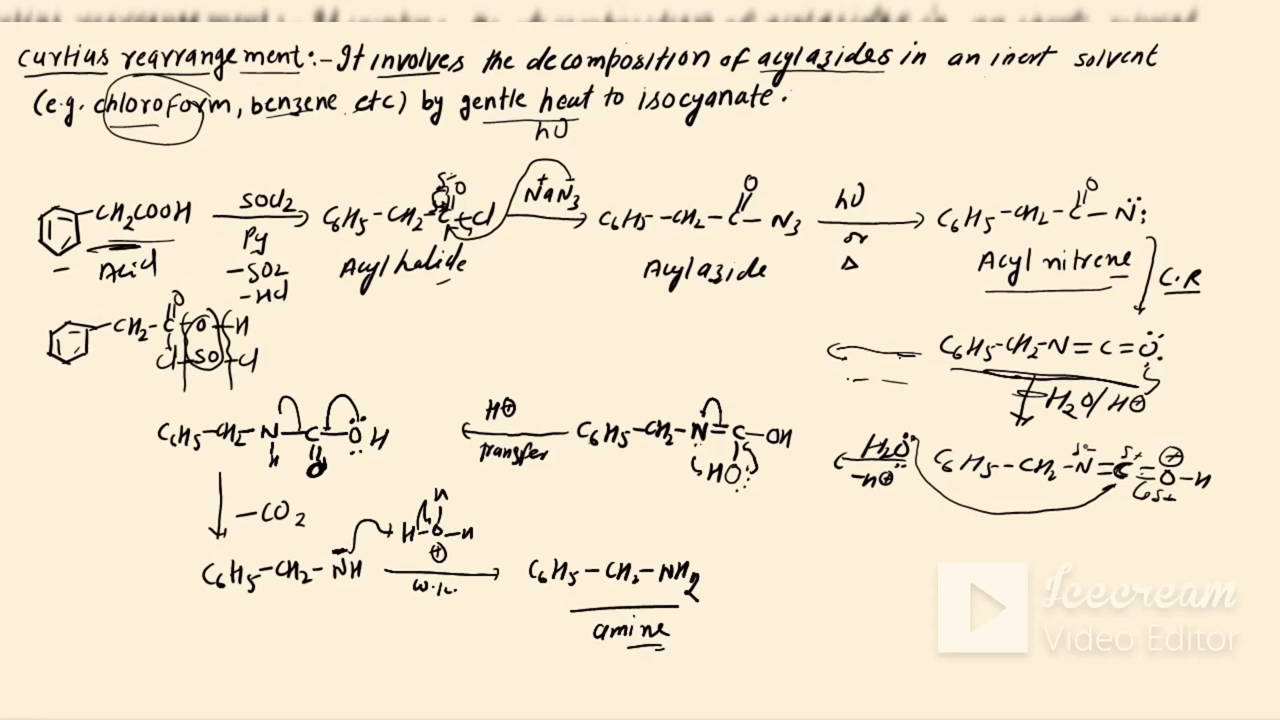 Curtius rearrangement:- It involves the decomposition of acylazides in an inert solvent
(e.g. chloroform, benzene etc) by gentle heat to isocyanate.
hυ
CH2COOH
Acid
SOCl2
Py
-SO2
-HCl
C6H5-CH2-C-Cl
O
δ-
Acyl halide
NaN3
+ -
C6H5-CH2-C-N3
O
Acylazide
hυ
or
Δ
C6H5-CH2-C-N:
O
Acyl nitrene
C.R
CH2-C-O-H
O
Cl-SO-Cl
C6H5-CH2-N=C=O
H2O/H⊕
C6H5-CH2-N=C=O-H
δ- δ+ ⊕
δ+
H2O
-H⊕
C6H5-CH2-N=C-OH
HO:
H⊕
transfer
C6H5-CH2-N-C-OH
H O
-CO2
C6H5-CH2-NH
H
H-O-H
⊕
C6H5-CH2-NH2
amine
Icecream
Video Editor